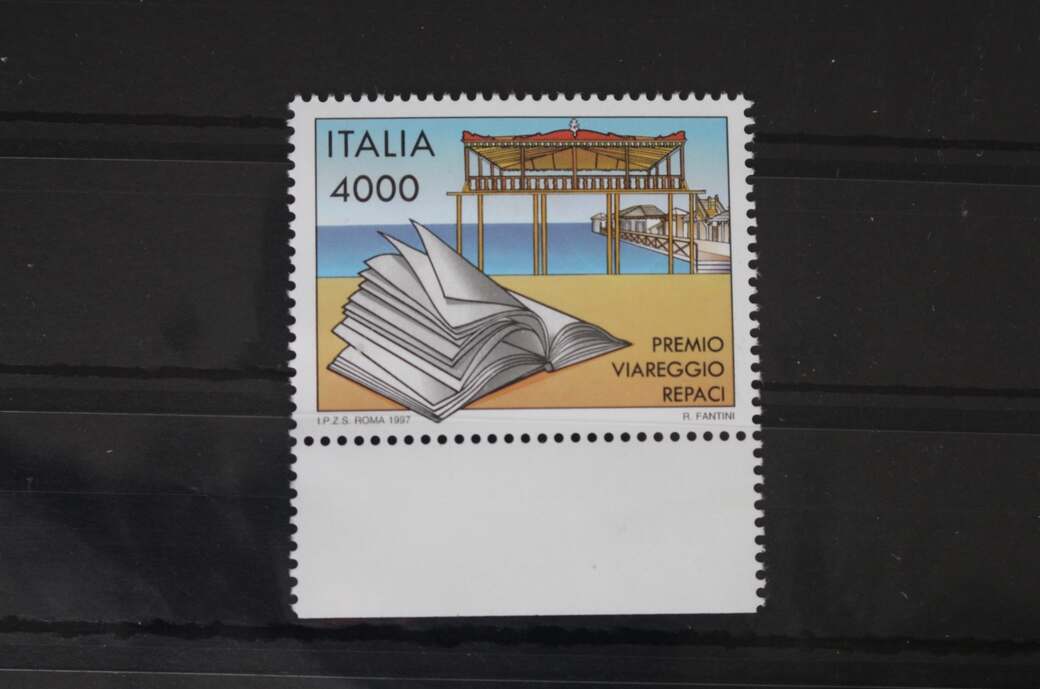 ITALIA
4000
PREMIO
VIAREGGIO
REPACI
I.P.Z.S. ROMA 1997
R. FANTINI